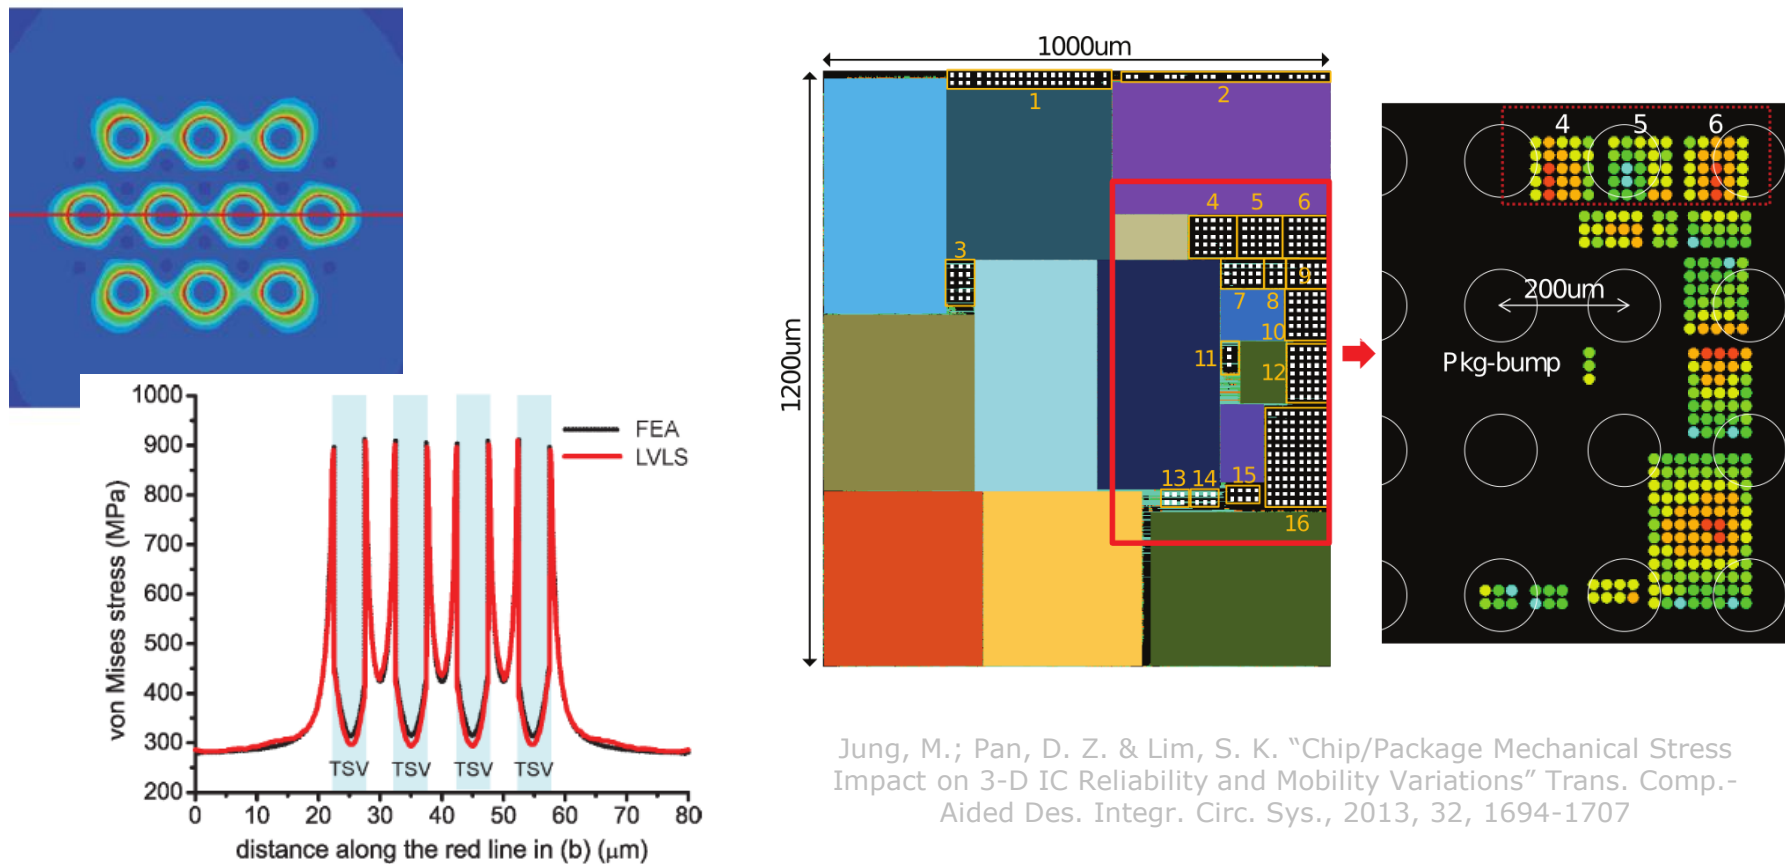 1000um
1200um
1
2
3
4
5
6
7
8
9
10
11
12
13
14
15
16
4 5 6
200um
Pkg-bump
1000
900
800
700
600
500
400
300
200
von Mises stress (MPa)
FEA
LVLS
TSV TSV TSV TSV
0 10 20 30 40 50 60 70 80
distance along the red line in (b) (μm)
Jung, M.; Pan, D. Z. & Lim, S. K. “Chip/Package Mechanical Stress
Impact on 3-D IC Reliability and Mobility Variations” Trans. Comp.-
Aided Des. Integr. Circ. Sys., 2013, 32, 1694-1707